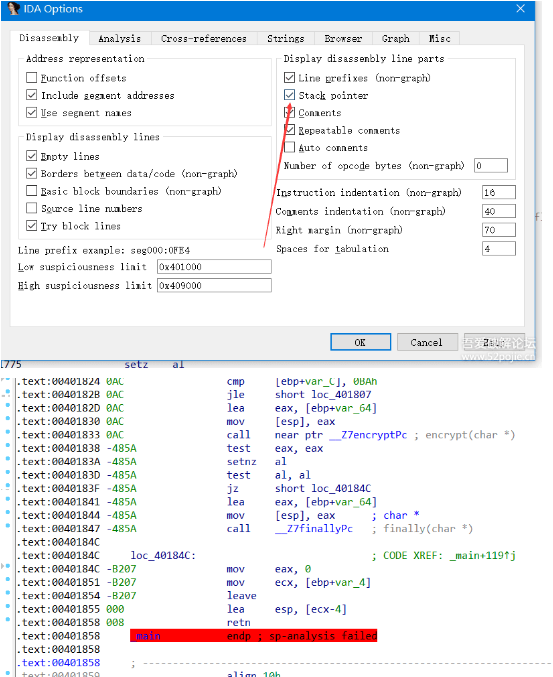 IDA Options
Disassembly Analysis Cross-references Strings Browser Graph Misc
Address representation
Function offsets
Include segment addresses
Use segment names
Display disassembly lines
Empty lines
Borders between data/code (non-graph)
Basic block boundaries (non-graph)
Source line numbers
Try block lines
Line prefix example: seg000:0FE4
Low suspiciousness limit 0x401000
High suspiciousness limit 0x409000
Display disassembly line parts
Line prefixes (non-graph)
Stack pointer
Comments
Repeatable comments
Auto comments
Number of opcode bytes (non-graph) 0
Instruction indentation (non-graph) 16
Comments indentation (non-graph) 40
Right margin (non-graph) 70
Spaces for tabulation 4
OK Cancel Help
吾爱破解论坛
www.52pojie.cn
1775 setz al
.text:00401824 0AC cmp [ebp+var_C], 0BAh
.text:0040182B 0AC jle short loc_401807
.text:0040182D 0AC lea eax, [ebp+var_64]
.text:00401830 0AC mov [esp], eax
.text:00401833 0AC call near ptr __Z7encryptPc ; encrypt(char *)
.text:00401838 -485A test eax, eax
.text:0040183A -485A setnz al
.text:0040183D -485A test al, al
.text:0040183F -485A jz short loc_40184C
.text:00401841 -485A lea eax, [ebp+var_64]
.text:00401844 -485A mov [esp], eax ; char *
.text:00401847 -485A call __Z7finallyPc ; finally(char *)
.text:0040184C
.text:0040184C loc_40184C: ; CODE XREF: _main+119↑j
.text:0040184C -B207 mov eax, 0
.text:00401851 -B207 mov ecx, [ebp+var_4]
.text:00401854 -B207 leave
.text:00401855 000 lea esp, [ecx-4]
.text:00401858 008 retn
.text:00401858 _main endp ; sp-analysis failed
.text:00401858
.text:00401858 ; ---------------------------------------------------------------
.text:00401859 align 10h